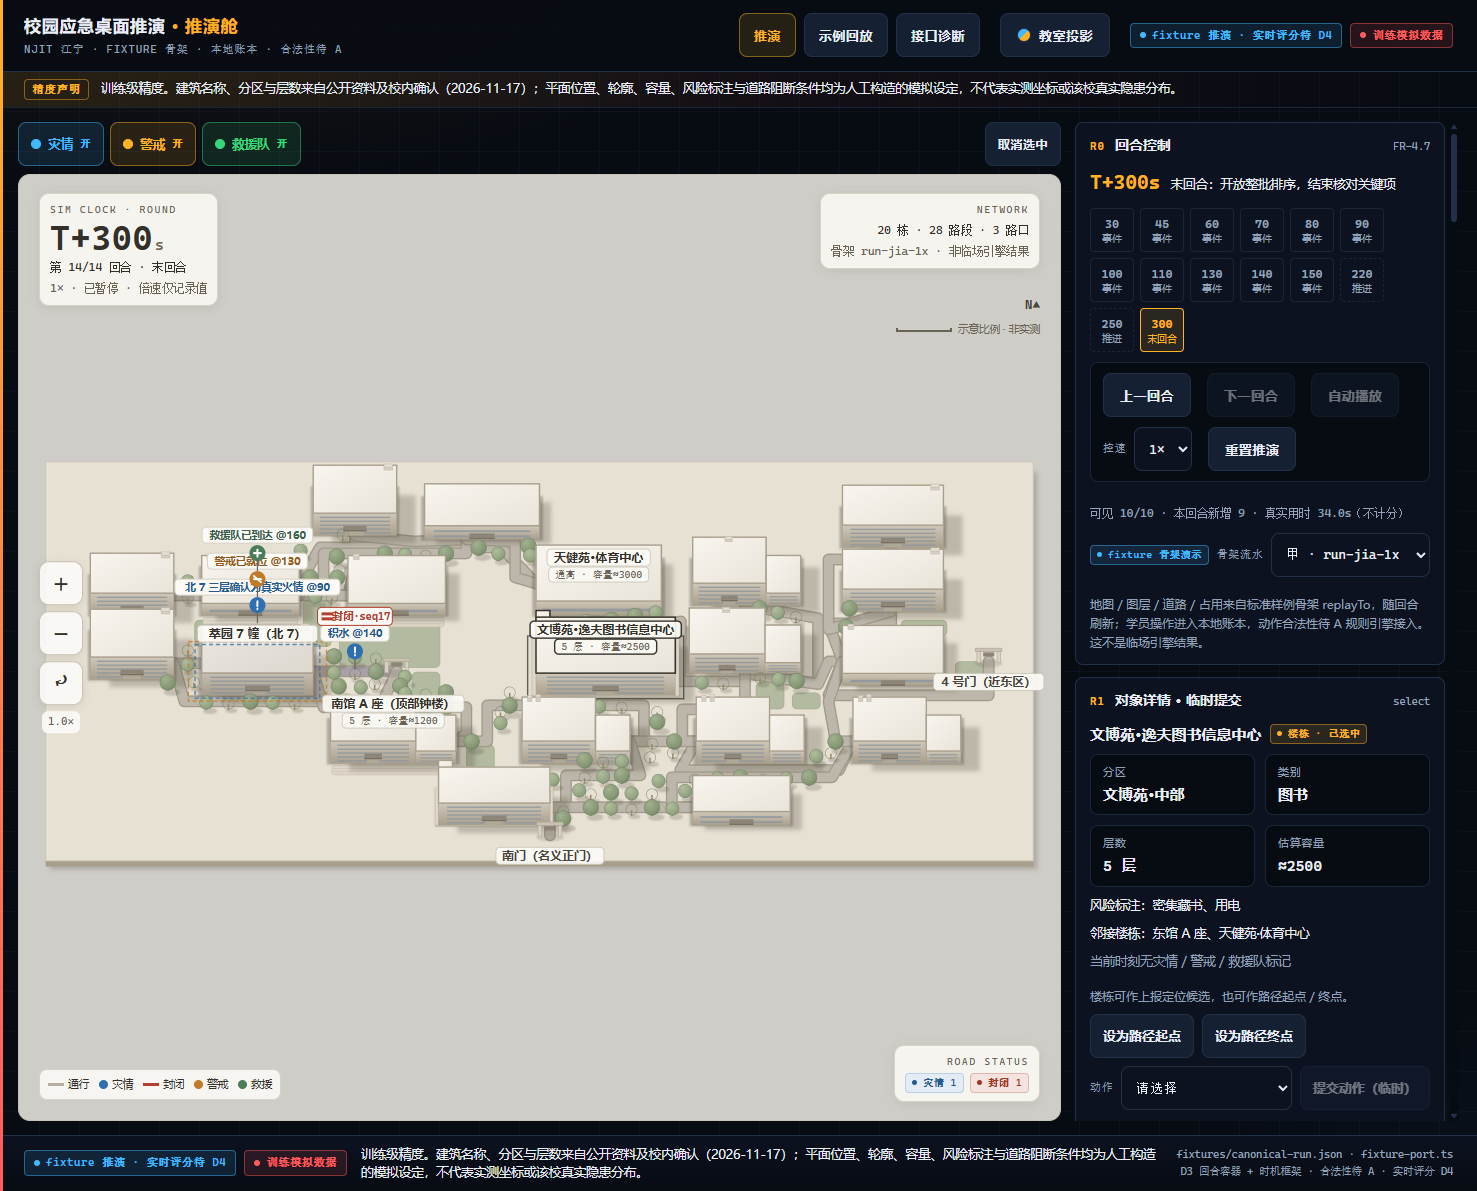 校园应急桌面推演 · 推演舱
NJIT 江宁 · FIXTURE 骨架 · 本地账本 · 合法性待 A
推演
示例回放
接口诊断
教室投影
fixture 推演 · 实时评分待 D4
训练模拟数据
精度声明
训练级精度。建筑名称、分区与层数来自公开资料及校内确认（2026-11-17）；平面位置、轮廓、容量、风险标注与道路阻断条件均为人工构造的模拟设定，不代表实测坐标或该校真实隐患分布。
灾情 开
警戒 开
救援队 开
取消选中
SIM CLOCK · ROUND
T+300s
第 14/14 回合 · 末回合
1× · 已暂停 · 倍速仅记录值
NETWORK
20 栋 · 28 路段 · 3 路口
骨架 run-jia-1x · 非临场引擎结果
N▲
示意比例 · 非实测
救援队已到达 @160
警戒已就位 @130
北 7 三层确认为真实火情 @90
封闭·seq17
萃园 7 幢（北 7）
积水 @140
天健苑·体育中心
通高 · 容量≈3000
文博苑·逸夫图书信息中心
5 层 · 容量≈2500
4 号门（近东区）
南馆 A 座（顶部钟楼）
5 层 · 容量≈1200
南门（名义正门）
+
−
1.0×
通行
灾情
封闭
警戒
救援
ROAD STATUS
灾情 1
封闭 1
R0 回合控制
FR-4.7
T+300s 末回合：开放整批排序，结束核对关键项
30 事件
45 事件
60 事件
70 事件
80 事件
90 事件
100 事件
110 事件
130 事件
140 事件
150 事件
220 推进
250 推进
300 末回合
上一回合
下一回合
自动播放
控速
1×
重置推演
可见 10/10 · 本回合新增 9 · 真实用时 34.0s（不计分）
fixture 骨架演示
骨架流水
甲 · run-jia-1x
地图 / 图层 / 道路 / 占用来自标准样例骨架 replayTo，随回合
刷新；学员操作进入本地账本，动作合法性待 A 规则引擎接入。
这不是临场引擎结果。
R1 对象详情 • 临时提交
select
文博苑·逸夫图书信息中心
楼栋 · 已选中
分区
文博苑·中部
类别
图书
层数
5 层
估算容量
≈2500
风险标注：密集藏书、用电
邻接楼栋：东馆 A 座、天健苑·体育中心
当前时刻无灾情 / 警戒 / 救援队标记
楼栋可作上报定位候选，也可作路径起点 / 终点。
设为路径起点
设为路径终点
动作
请选择
提交动作（临时）
fixture 推演 · 实时评分待 D4
训练模拟数据
训练级精度。建筑名称、分区与层数来自公开资料及校内确认（2026-11-17）；平面位置、轮廓、容量、风险标注与道路阻断条件均为人工构造
的模拟设定，不代表实测坐标或该校真实隐患分布。
fixtures/canonical-run.json · fixture-port.ts
D3 回合容器 + 时机框架 · 合法性待 A · 实时评分 D4